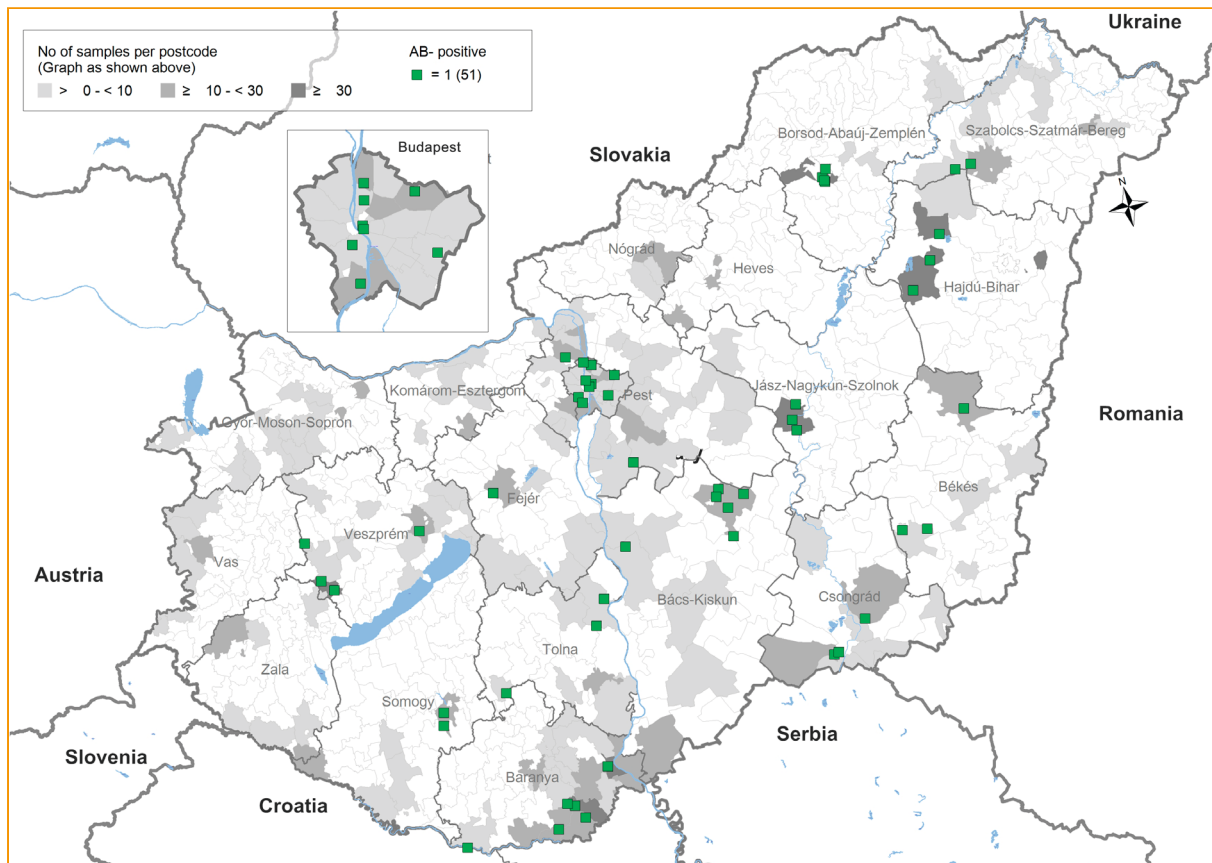 No of samples per postcode
(Graph as shown above)
AB- positive
> 0 - < 10
≥ 10 - < 30
≥ 30
= 1 (51)
Ukraine
Budapest
Borsod-Abaúj-Zemplén
Szabolcs-Szatmár-Bereg
Slovakia
N
Nógrád
Heves
Hajdú-Bihar
Komárom-Esztergom
Pest
Jász-Nagykun-Szolnok
Romania
Győr-Moson-Sopron
Fejér
Békés
Veszprém
Vas
Austria
Bács-Kiskun
Csongrád
Tolna
Zala
Somogy
Serbia
Slovenia
Baranya
Croatia